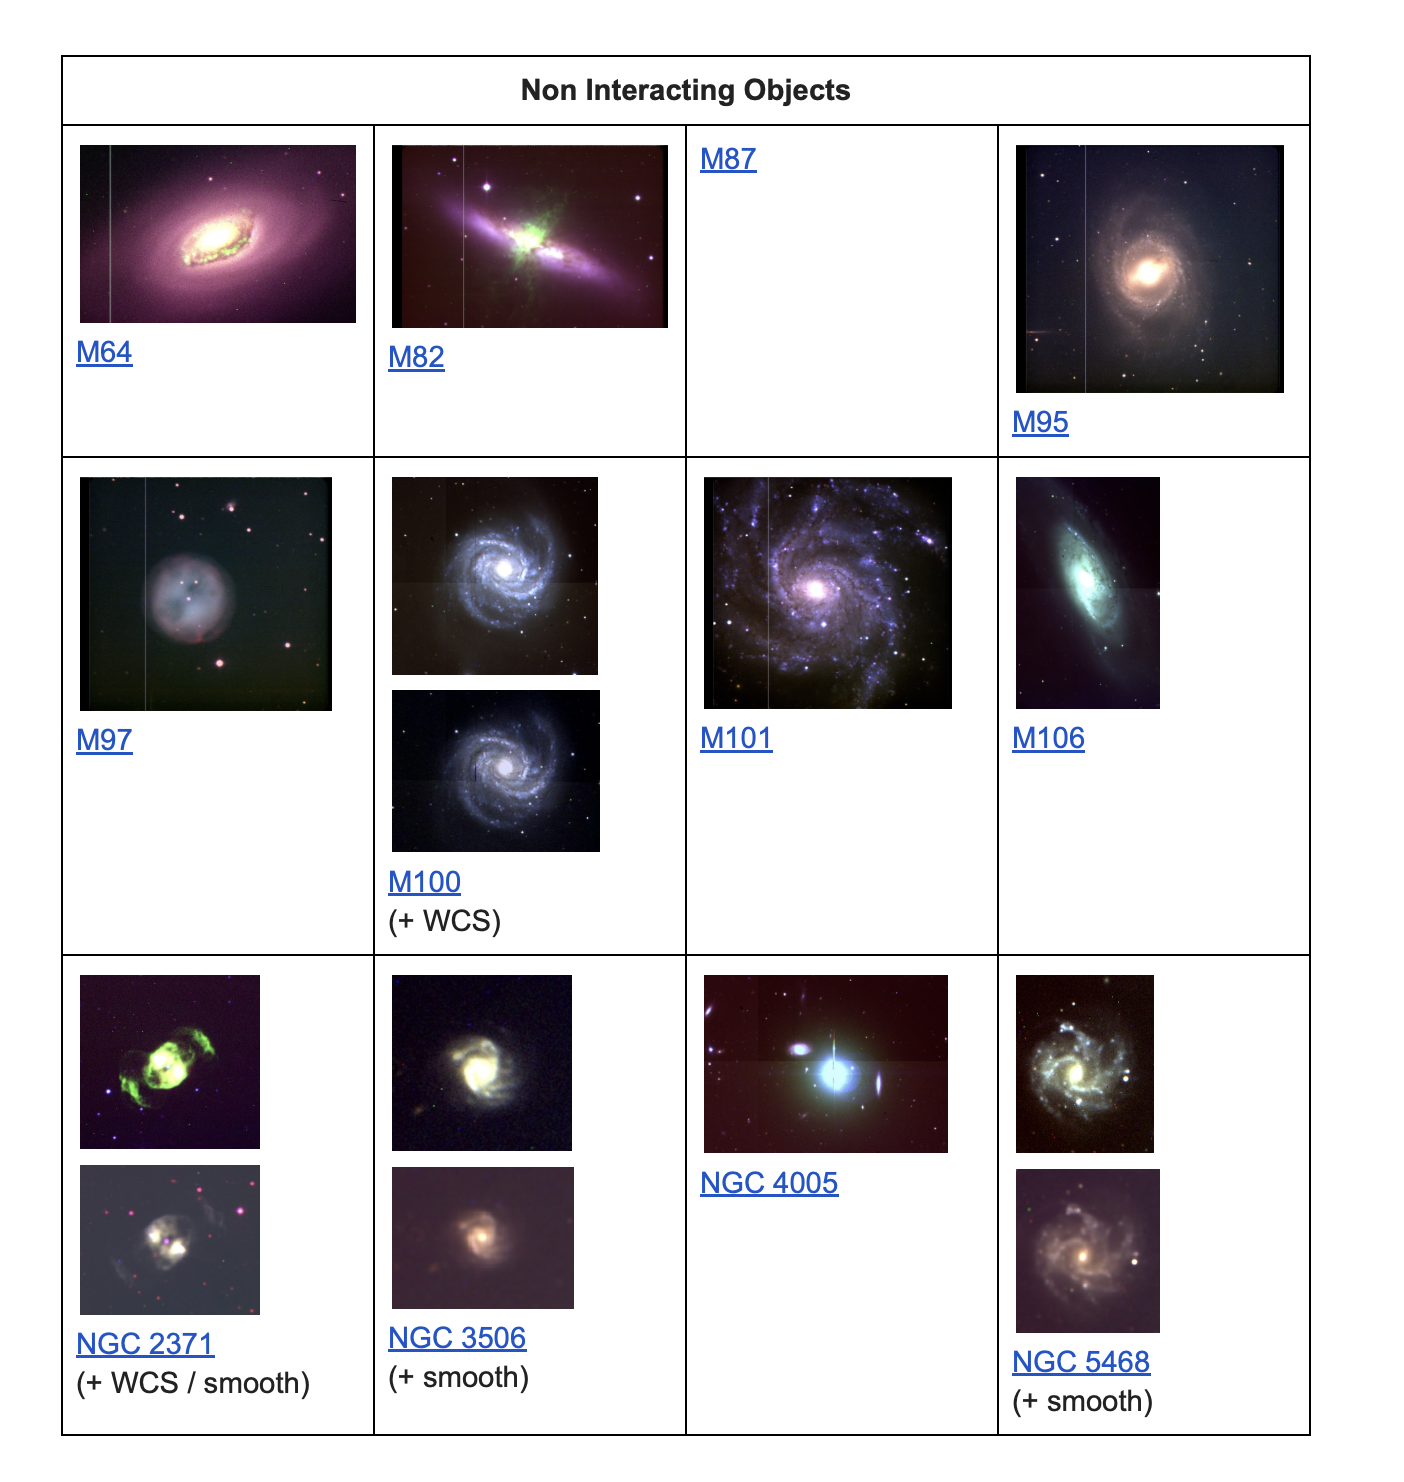 Non Interacting Objects
M64
M82
M87
M95
M97
M100
(+ WCS)
M101
M106
NGC 2371
(+ WCS / smooth)
NGC 3506
(+ smooth)
NGC 4005
NGC 5468
(+ smooth)